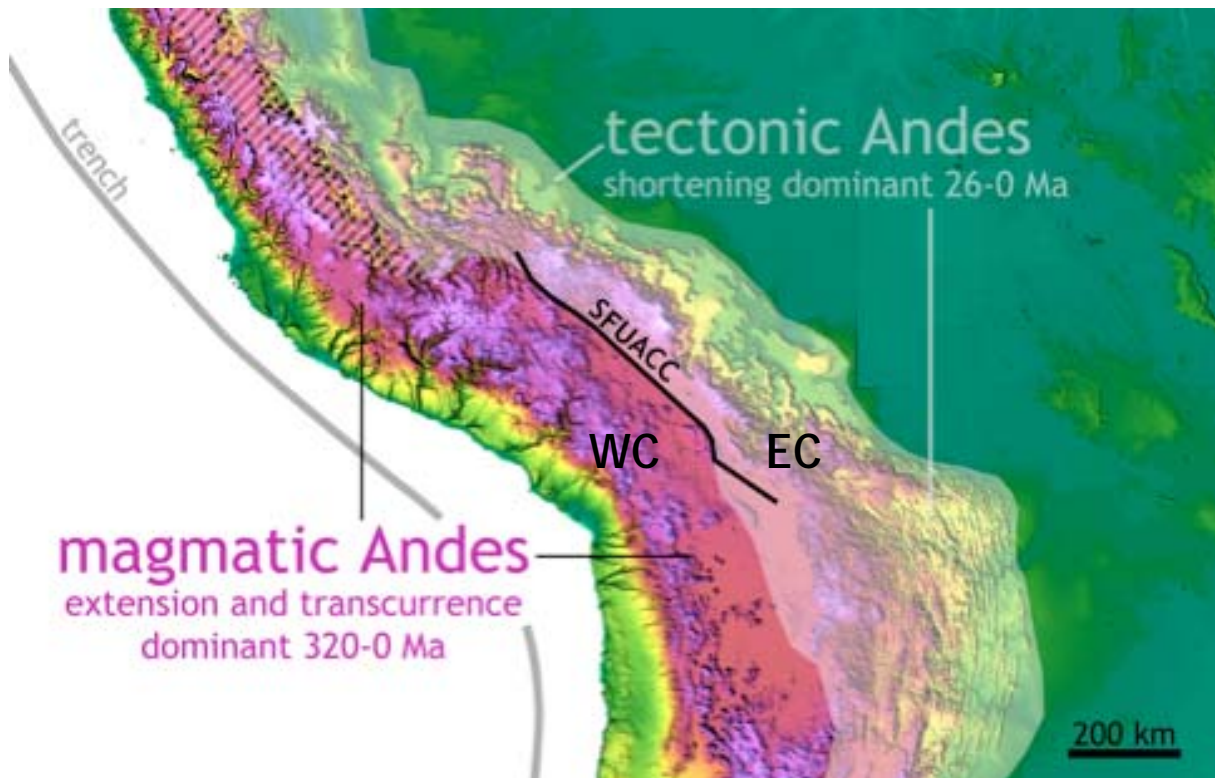 trench
tectonic Andes
shortening dominant 26-0 Ma
SFUACC
WC
EC
magmatic Andes
extension and transcurrence
dominant 320-0 Ma
200 km